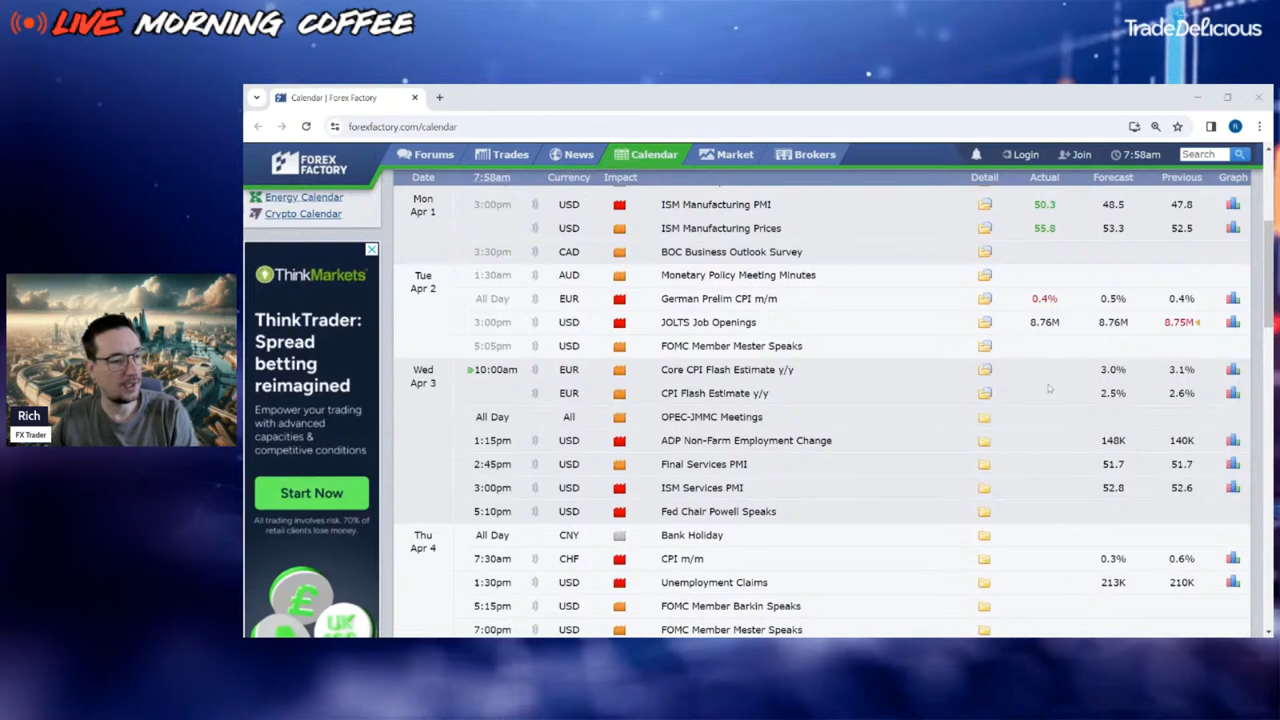 LIVE MORNING COFFEE
TradeDelicious
Calendar | Forex Factory
forexfactory.com/calendar
FOREX FACTORY Forums Trades News Calendar Market Brokers Login Join 7:58am Search
Date 7:58am Currency Impact Detail Actual Forecast Previous Graph
Energy Calendar
Crypto Calendar
Mon Apr 1 3:00pm USD ISM Manufacturing PMI 50.3 48.5 47.8
USD ISM Manufacturing Prices 55.8 53.3 52.5
3:30pm CAD BOC Business Outlook Survey
Tue Apr 2 1:30am AUD Monetary Policy Meeting Minutes
All Day EUR German Prelim CPI m/m 0.4% 0.5% 0.4%
USD JOLTS Job Openings 8.76M 8.76M 8.75M
3:00pm
5:05pm USD FOMC Member Mester Speaks
Wed Apr 3 10:00am EUR Core CPI Flash Estimate y/y 3.0% 3.1%
EUR CPI Flash Estimate y/y 2.5% 2.6%
All Day All OPEC-JMMC Meetings
1:15pm USD ADP Non-Farm Employment Change 148K 140K
2:45pm USD Final Services PMI 51.7 51.7
3:00pm USD ISM Services PMI 52.8 52.6
5:10pm USD Fed Chair Powell Speaks
Thu Apr 4 All Day CNY Bank Holiday
7:30am CHF CPI m/m 0.3% 0.6%
1:30pm USD Unemployment Claims 213K 210K
5:15pm USD FOMC Member Barkin Speaks
7:00pm USD FOMC Member Mester Speaks
ThinkMarkets
ThinkTrader:
Spread
betting
reimagined
Empower your trading
with advanced
capacities &
competitive conditions
Start Now
All trading involves risk. 70% of
retail clients lose money.
UK
Rich
FX Trader
R